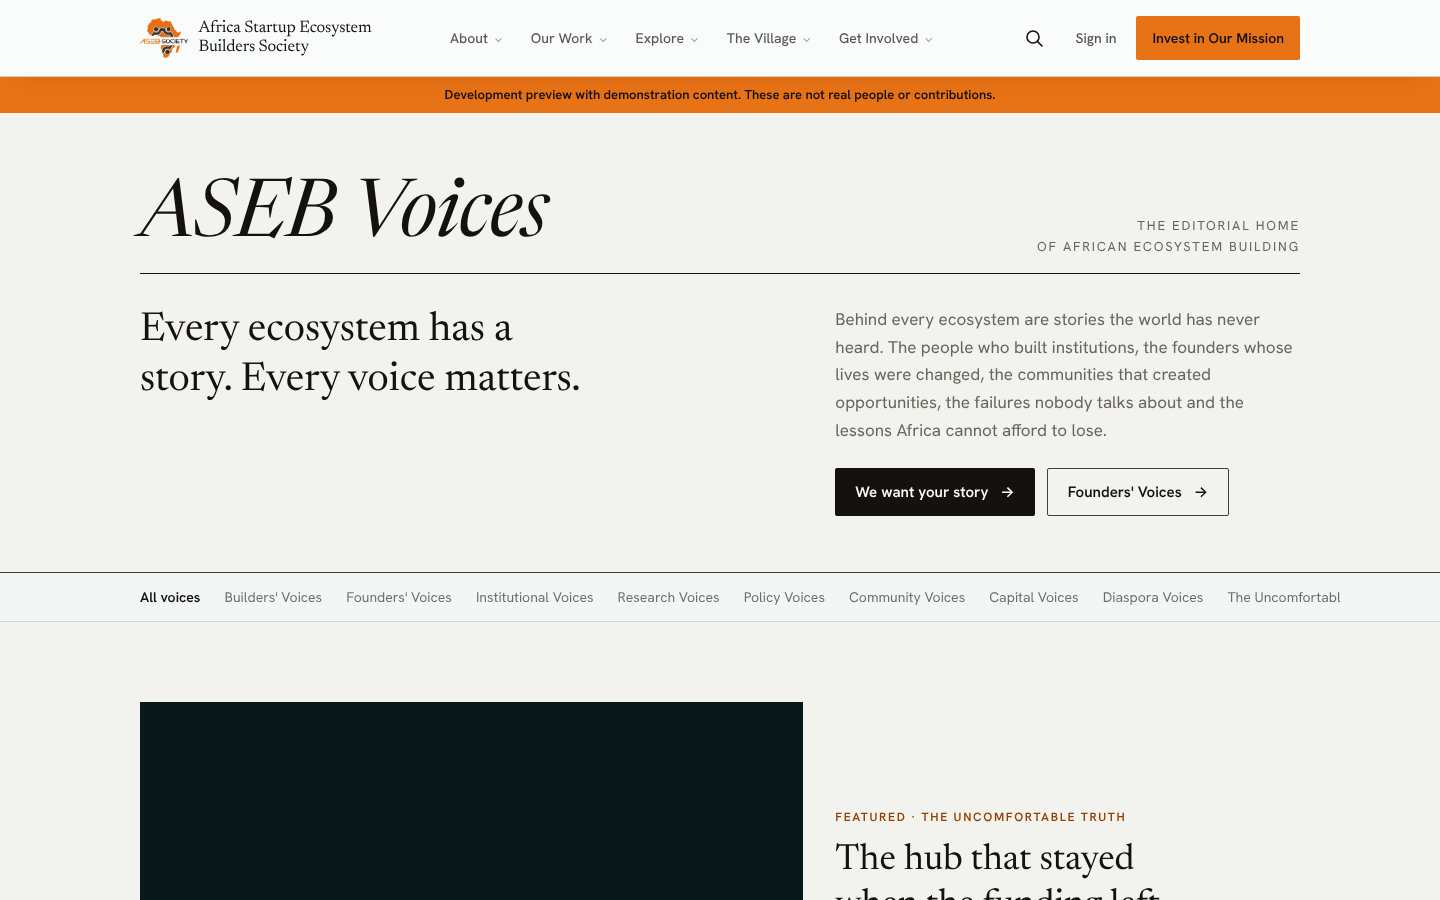 ASEB SOCIETY
Africa Startup Ecosystem
Builders Society
About
Our Work
Explore
The Village
Get Involved
Sign in
Invest in Our Mission
Development preview with demonstration content. These are not real people or contributions.
ASEB Voices
THE EDITORIAL HOME
OF AFRICAN ECOSYSTEM BUILDING
Every ecosystem has a
story. Every voice matters.
Behind every ecosystem are stories the world has never
heard. The people who built institutions, the founders whose
lives were changed, the communities that created
opportunities, the failures nobody talks about and the
lessons Africa cannot afford to lose.
We want your story →
Founders' Voices →
All voices
Builders' Voices
Founders' Voices
Institutional Voices
Research Voices
Policy Voices
Community Voices
Capital Voices
Diaspora Voices
The Uncomfortabl
FEATURED · THE UNCOMFORTABLE TRUTH
The hub that stayed
when the funding left